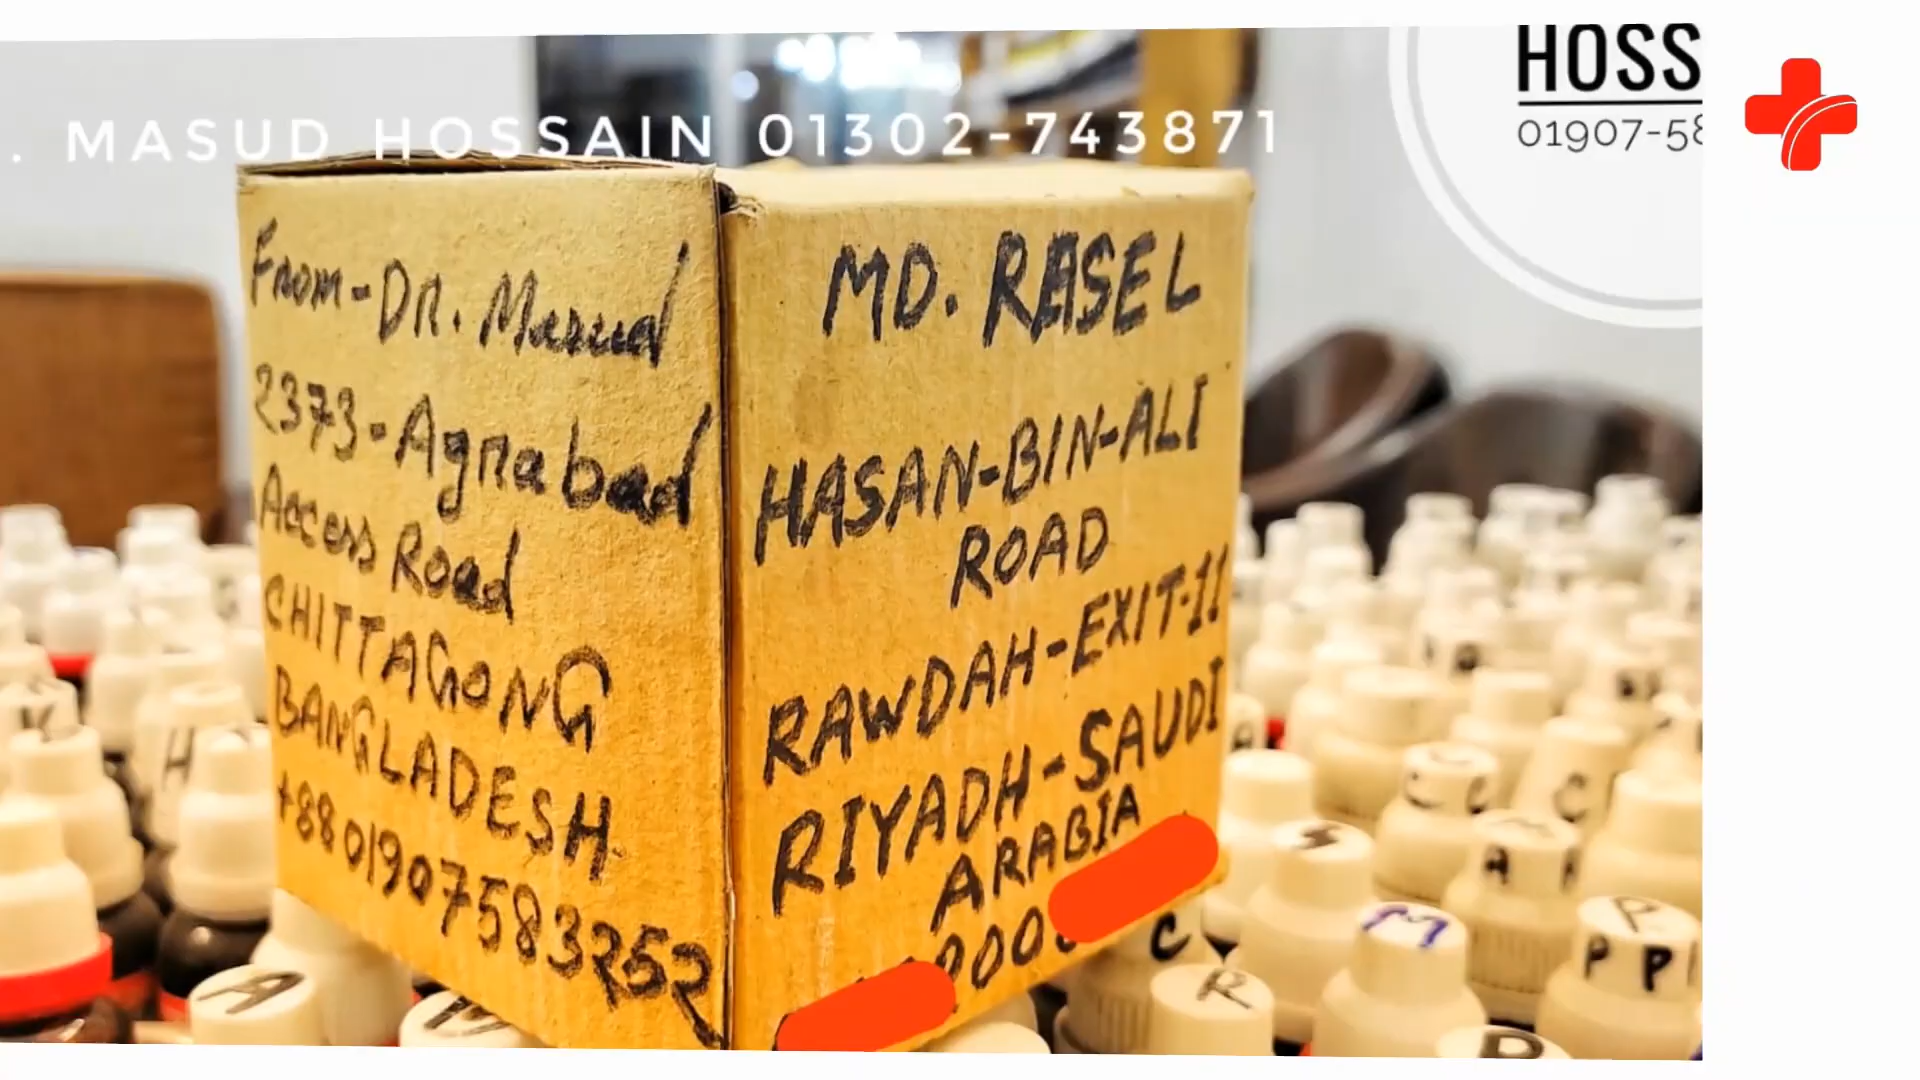 . MASUD HOSSAIN 01302-743871
HOSS
01907-58
From-DR. Masud
2373-Agrabad
Access Road
CHITTAGONG
BANGLADESH
+8801907583252
MD. RASEL
HASAN-BIN-ALI
ROAD
RAWDAH-EXIT-11
RIYADH-SAUDI
ARABIA
000
K
H
A
C
C
C
S
M
A
A
M
R
P
P
C
R
A